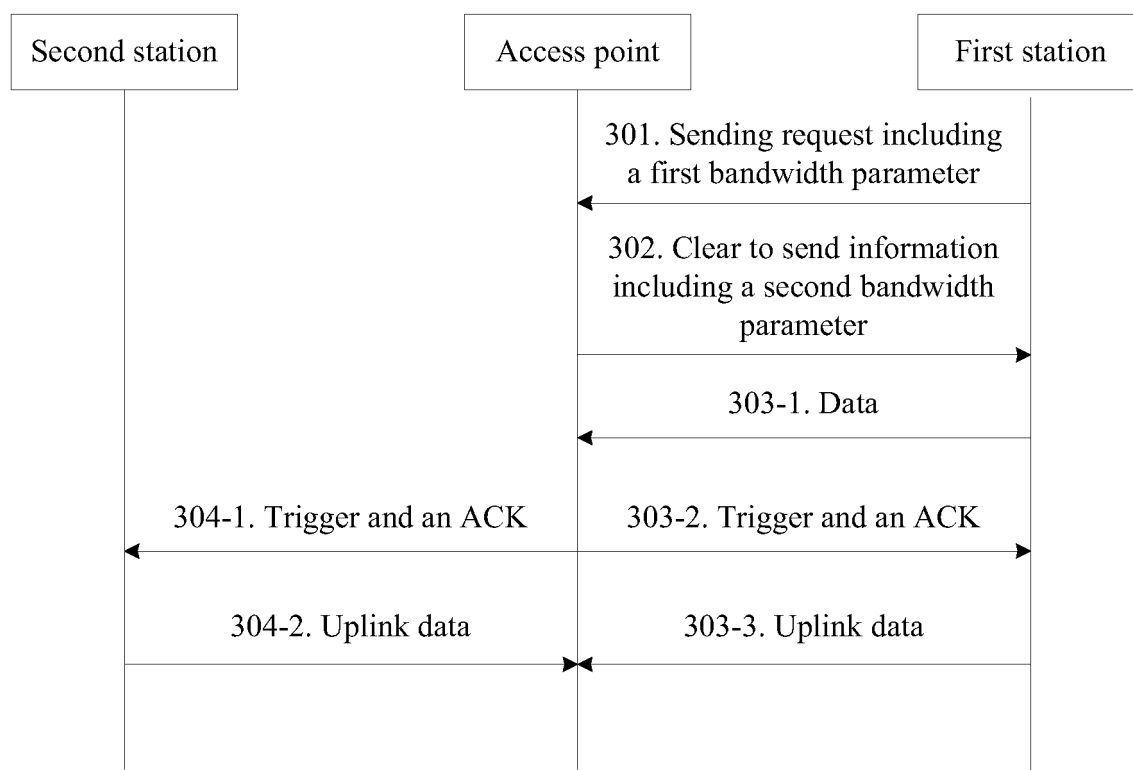 Second station
Access point
First station
301. Sending request including
a first bandwidth parameter
302. Clear to send information
including a second bandwidth
parameter
303-1. Data
304-1. Trigger and an ACK
303-2. Trigger and an ACK
304-2. Uplink data
303-3. Uplink data